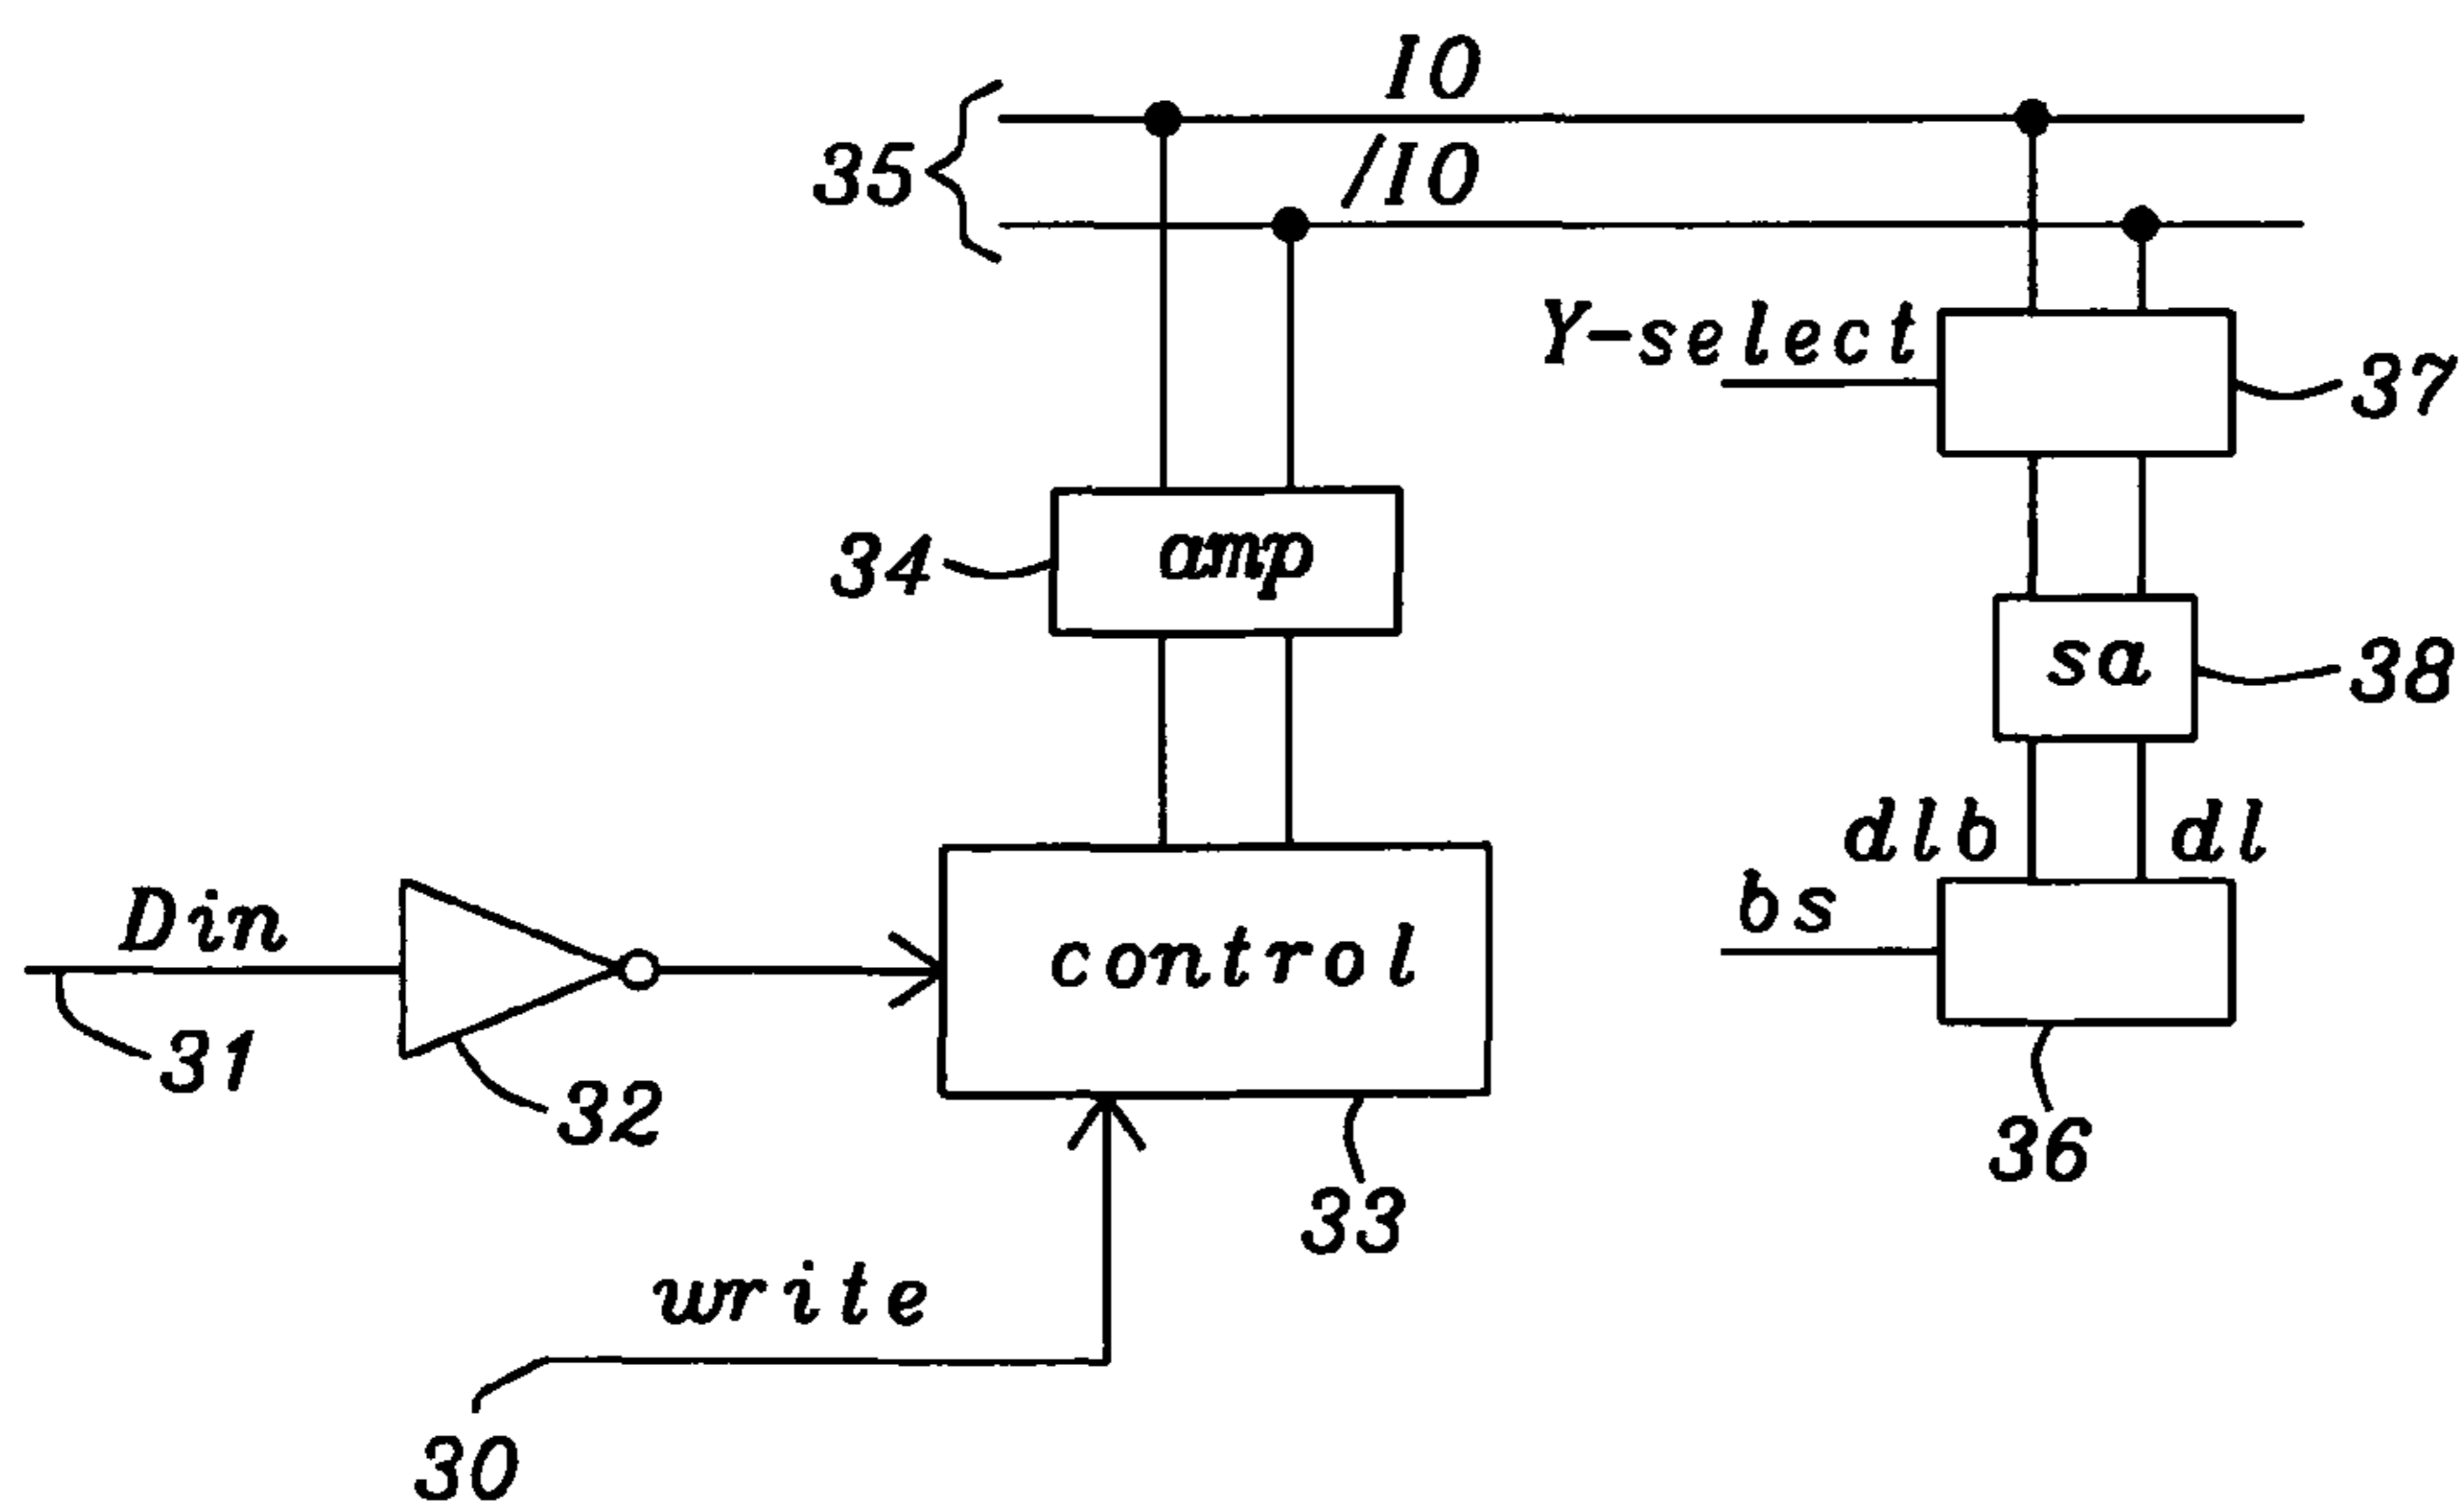 IO
35
/IO
Y-select
37
34
amp
sa
38
dlb
dl
Din
bs
control
31
32
36
33
write
30